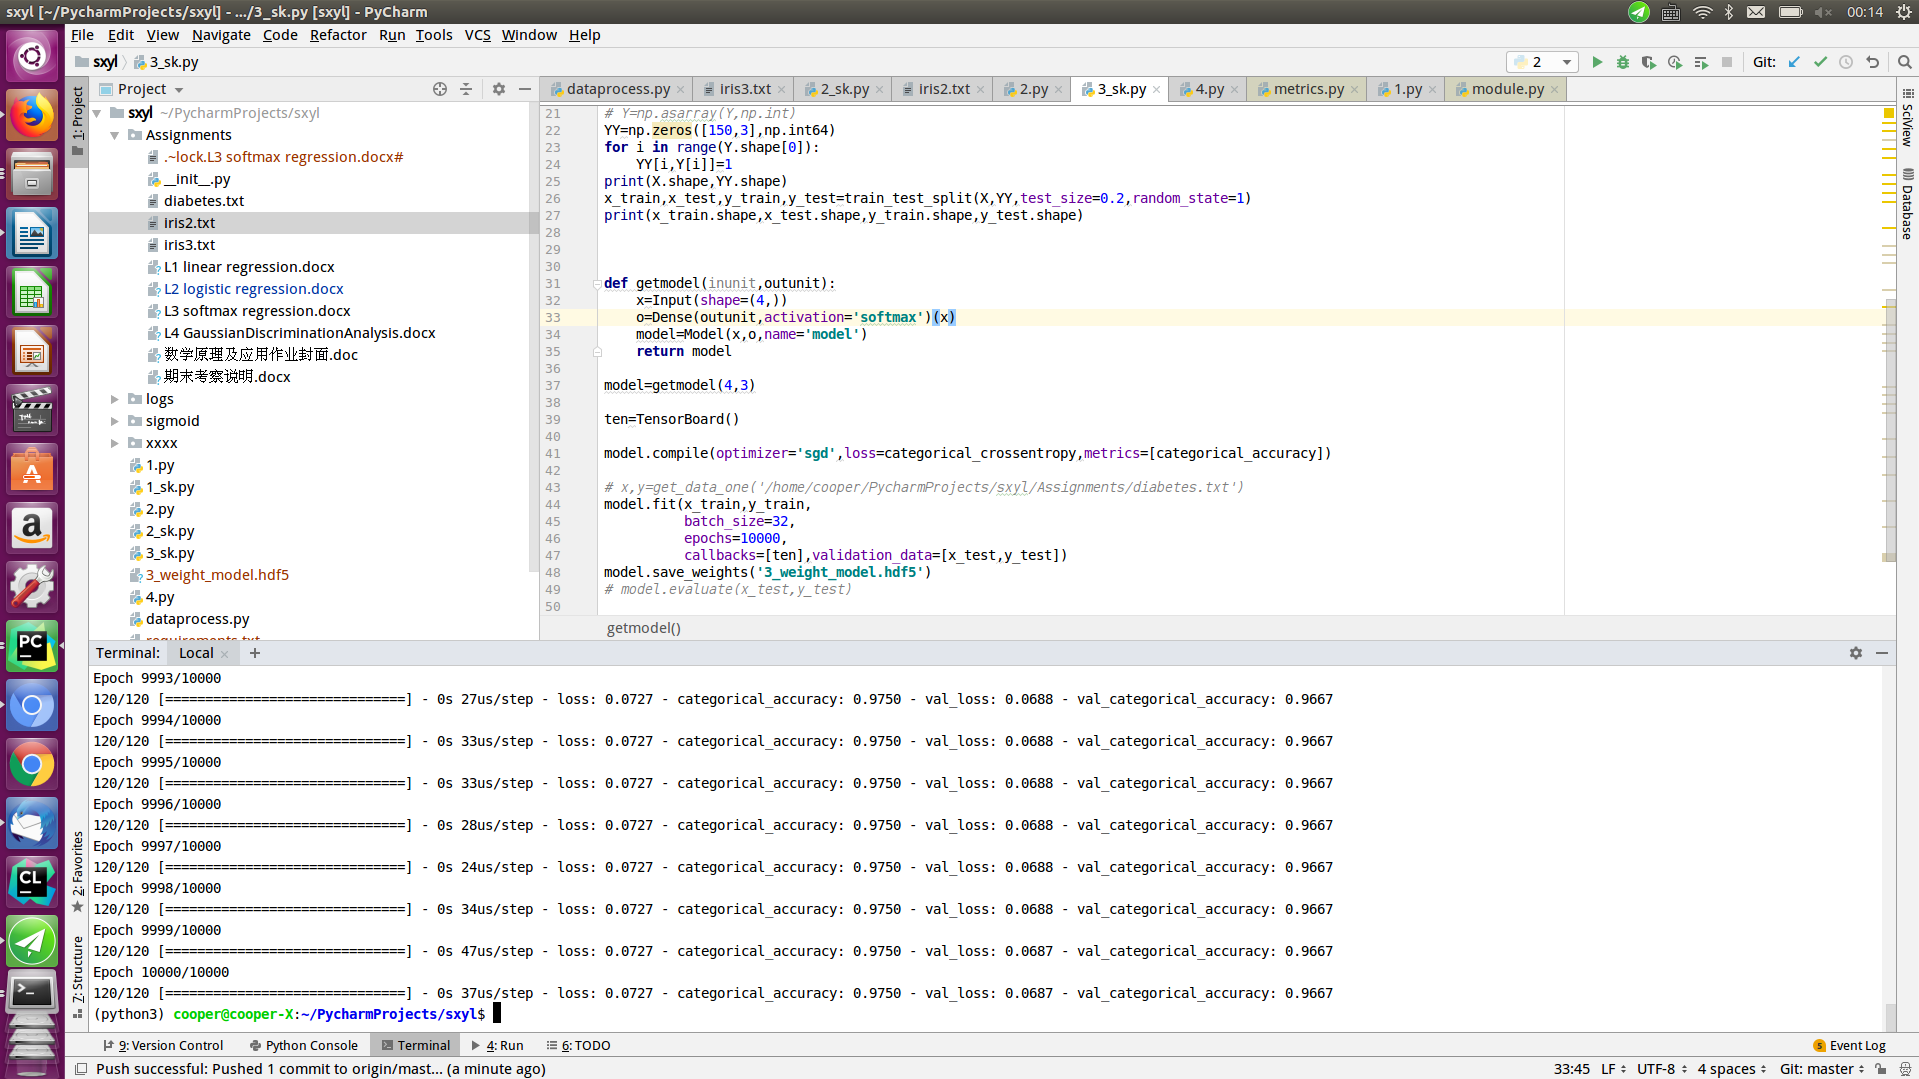 sxyl [~/PycharmProjects/sxyl] - .../3_sk.py [sxyl] - PyCharm
00:14
File Edit View Navigate Code Refactor Run Tools VCS Window Help
sxyl 3_sk.py
2
Git:
1: Project
Project
sxyl ~/PycharmProjects/sxyl
Assignments
.~lock.L3 softmax regression.docx#
__init__.py
diabetes.txt
iris2.txt
iris3.txt
L1 linear regression.docx
L2 logistic regression.docx
L3 softmax regression.docx
L4 GaussianDiscriminationAnalysis.docx
数学原理及应用作业封面.doc
期末考察说明.docx
logs
sigmoid
xxxx
1.py
1_sk.py
2.py
2_sk.py
3_sk.py
3_weight_model.hdf5
4.py
dataprocess.py
requirements.txt
dataprocess.py iris3.txt 2_sk.py iris2.txt 2.py 3_sk.py 4.py metrics.py 1.py module.py
21 # Y=np.asarray(Y,np.int)
22 YY=np.zeros([150,3],np.int64)
23 for i in range(Y.shape[0]):
24     YY[i,Y[i]]=1
25 print(X.shape,YY.shape)
26 x_train,x_test,y_train,y_test=train_test_split(X,YY,test_size=0.2,random_state=1)
27 print(x_train.shape,x_test.shape,y_train.shape,y_test.shape)
28
29
30
31 def getmodel(inunit,outunit):
32     x=Input(shape=(4,))
33     o=Dense(outunit,activation='softmax')(x)
34     model=Model(x,o,name='model')
35     return model
36
37 model=getmodel(4,3)
38
39 ten=TensorBoard()
40
41 model.compile(optimizer='sgd',loss=categorical_crossentropy,metrics=[categorical_accuracy])
42
43 # x,y=get_data_one('/home/cooper/PycharmProjects/sxyl/Assignments/diabetes.txt')
44 model.fit(x_train,y_train,
45           batch_size=32,
46           epochs=10000,
47           callbacks=[ten],validation_data=[x_test,y_test])
48 model.save_weights('3_weight_model.hdf5')
49 # model.evaluate(x_test,y_test)
50
getmodel()
SciView
Database
Terminal: Local
Epoch 9993/10000
120/120 [==============================] - 0s 27us/step - loss: 0.0727 - categorical_accuracy: 0.9750 - val_loss: 0.0688 - val_categorical_accuracy: 0.9667
Epoch 9994/10000
120/120 [==============================] - 0s 33us/step - loss: 0.0727 - categorical_accuracy: 0.9750 - val_loss: 0.0688 - val_categorical_accuracy: 0.9667
Epoch 9995/10000
120/120 [==============================] - 0s 33us/step - loss: 0.0727 - categorical_accuracy: 0.9750 - val_loss: 0.0688 - val_categorical_accuracy: 0.9667
Epoch 9996/10000
120/120 [==============================] - 0s 28us/step - loss: 0.0727 - categorical_accuracy: 0.9750 - val_loss: 0.0688 - val_categorical_accuracy: 0.9667
Epoch 9997/10000
120/120 [==============================] - 0s 24us/step - loss: 0.0727 - categorical_accuracy: 0.9750 - val_loss: 0.0688 - val_categorical_accuracy: 0.9667
Epoch 9998/10000
120/120 [==============================] - 0s 34us/step - loss: 0.0727 - categorical_accuracy: 0.9750 - val_loss: 0.0688 - val_categorical_accuracy: 0.9667
Epoch 9999/10000
120/120 [==============================] - 0s 47us/step - loss: 0.0727 - categorical_accuracy: 0.9750 - val_loss: 0.0687 - val_categorical_accuracy: 0.9667
Epoch 10000/10000
120/120 [==============================] - 0s 37us/step - loss: 0.0727 - categorical_accuracy: 0.9750 - val_loss: 0.0687 - val_categorical_accuracy: 0.9667
(python3) cooper@cooper-X:~/PycharmProjects/sxyl$
2: Favorites
Z: Structure
PC
CL
9: Version Control Python Console Terminal 4: Run 6: TODO
5 Event Log
Push successful: Pushed 1 commit to origin/mast... (a minute ago)
33:45 LF UTF-8 4 spaces Git: master